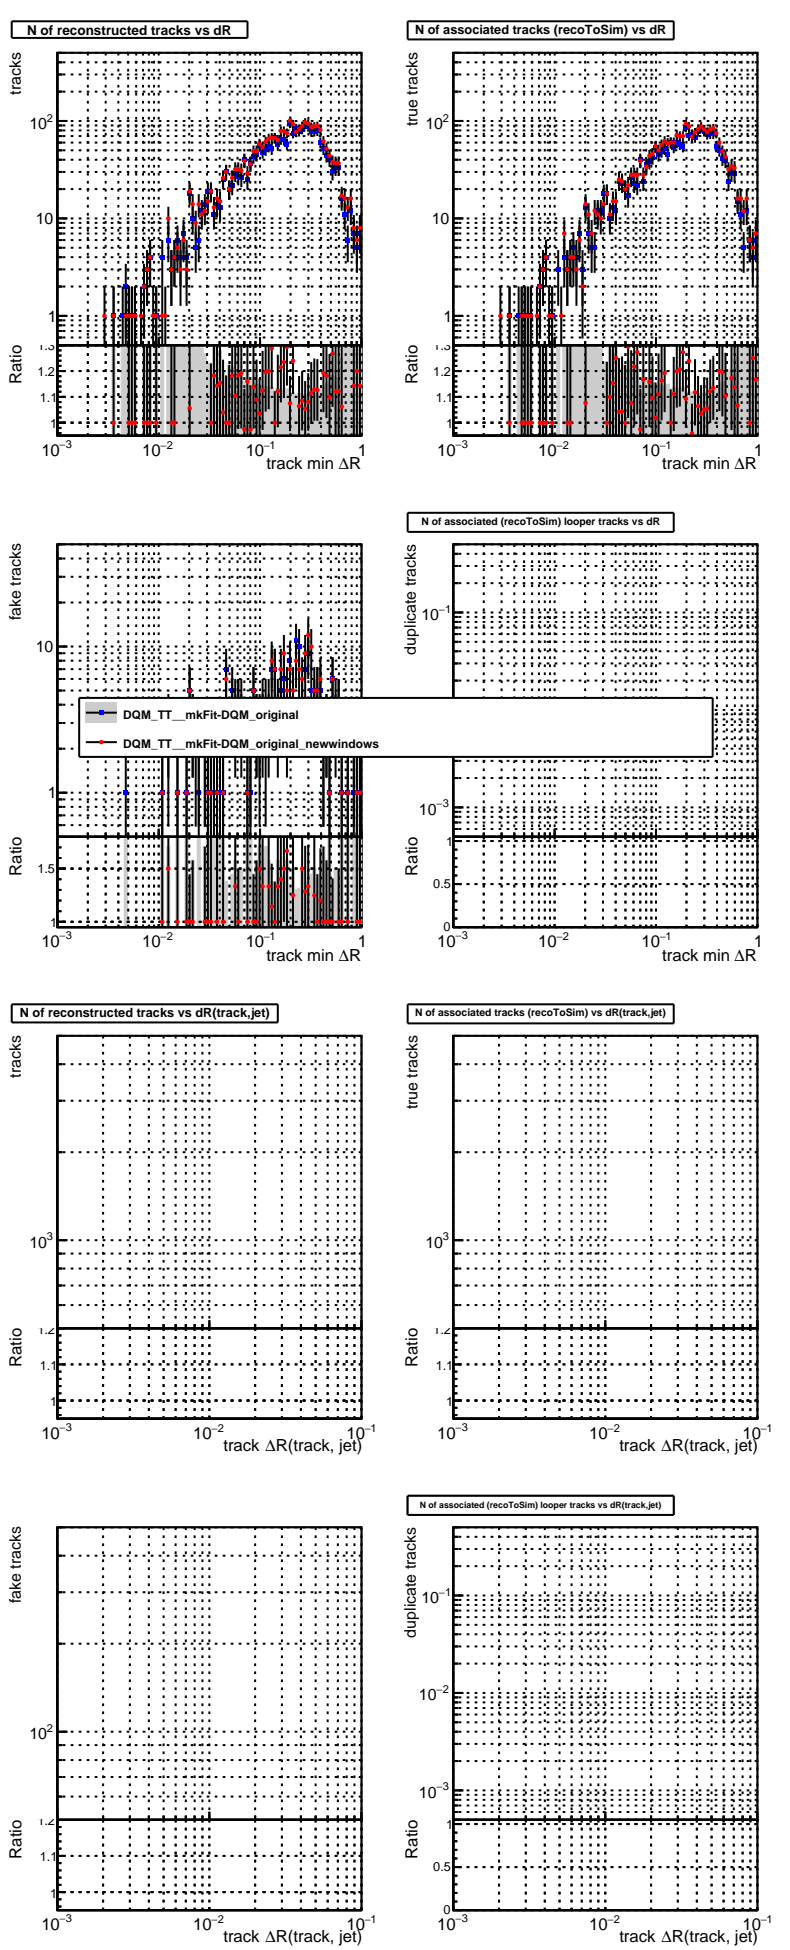 N of reconstructed tracks vs dR
tracks
10²
10
1
Ratio
1.3
1.2
1.1
1
10⁻³ 10⁻² 10⁻¹ 1
track min ΔR
N of associated tracks (recoToSim) vs dR
true tracks
10²
10
1
Ratio
1.3
1.2
1.1
1
10⁻³ 10⁻² 10⁻¹ 1
track min ΔR
fake tracks
10
1
Ratio
1.5
1
10⁻³ 10⁻² 10⁻¹ 1
track min ΔR
N of associated (recoToSim) looper tracks vs dR
duplicate tracks
10⁻¹
10⁻³
Ratio
1
0.5
0
10⁻³ 10⁻² 10⁻¹ 1
track min ΔR
DQM_TT__mkFit-DQM_original
DQM_TT__mkFit-DQM_original_newwindows
N of reconstructed tracks vs dR(track,jet)
tracks
10³
Ratio
1.2
1.1
1
10⁻³ 10⁻² 10⁻¹
track ΔR(track, jet)
N of associated tracks (recoToSim) vs dR(track,jet)
true tracks
10³
Ratio
1.2
1.1
1
10⁻³ 10⁻² 10⁻¹
track ΔR(track, jet)
fake tracks
10²
Ratio
1.2
1.1
1
10⁻³ 10⁻² 10⁻¹
track ΔR(track, jet)
N of associated (recoToSim) looper tracks vs dR(track,jet)
duplicate tracks
10⁻¹
10⁻²
10⁻³
Ratio
1
0.5
0
10⁻³ 10⁻² 10⁻¹
track ΔR(track, jet)